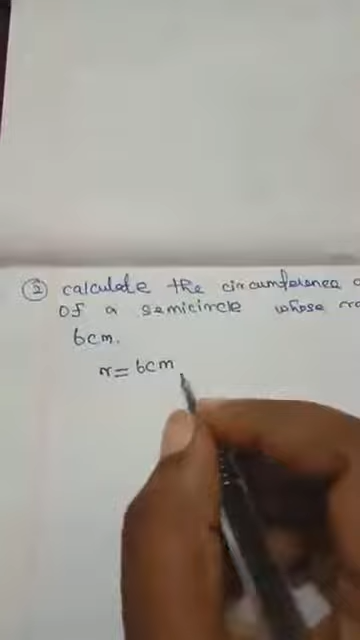 ② calculate the circumference
of a semicircle whose
6cm.
r = 6cm